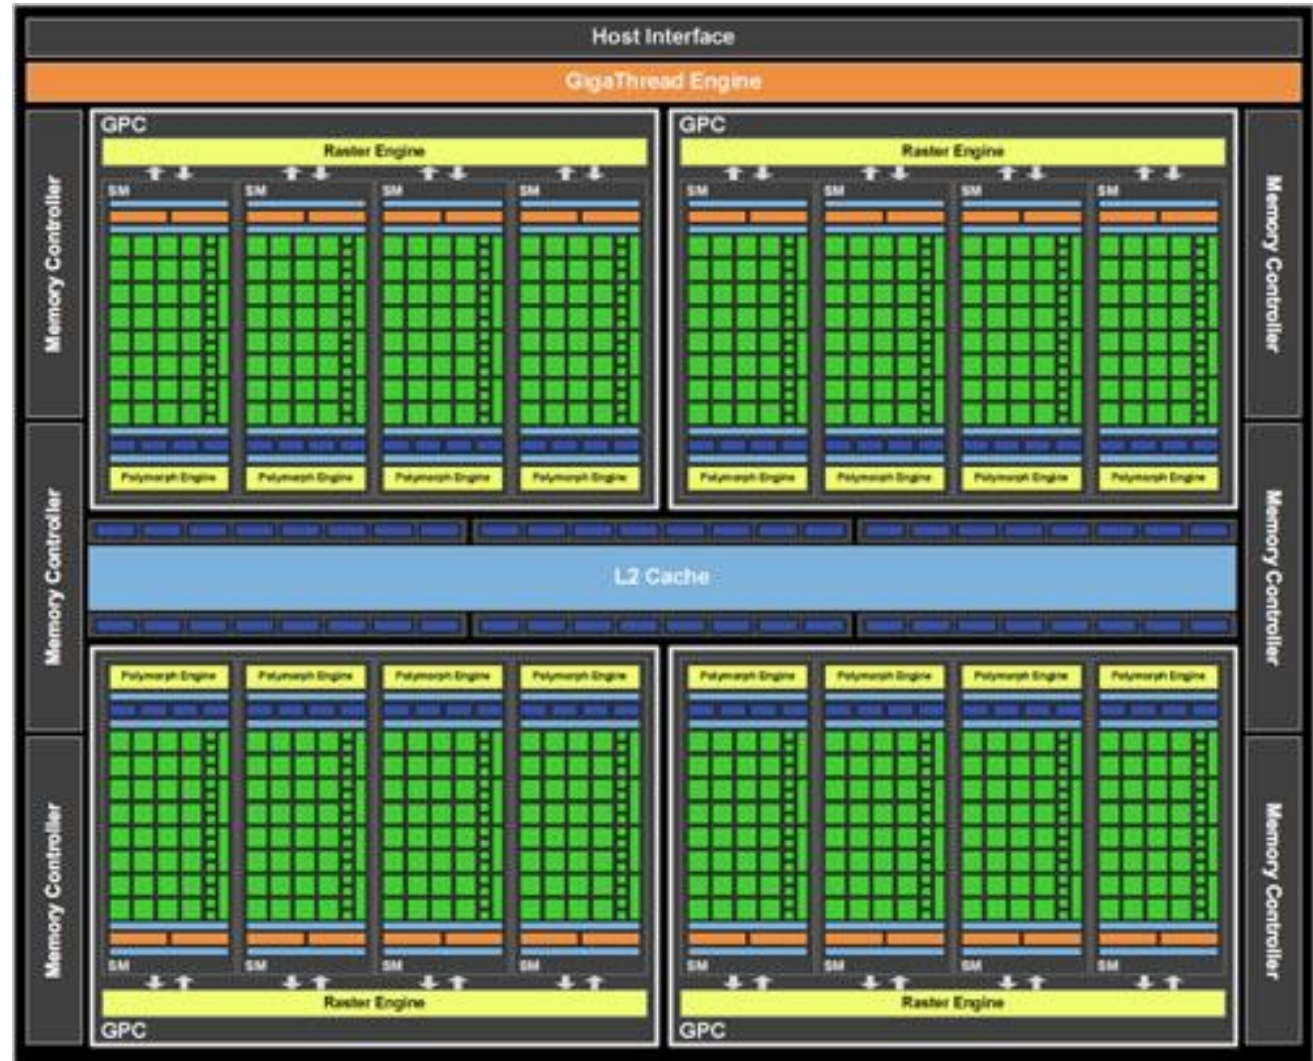 Host Interface
GigaThread Engine
Memory Controller
Memory Controller
Memory Controller
GPC
Raster Engine
SM SM SM SM
Polymorph Engine Polymorph Engine Polymorph Engine Polymorph Engine
GPC
Raster Engine
SM SM SM SM
Polymorph Engine Polymorph Engine Polymorph Engine Polymorph Engine
L2 Cache
Polymorph Engine Polymorph Engine Polymorph Engine Polymorph Engine
SM SM SM SM
Raster Engine
GPC
Polymorph Engine Polymorph Engine Polymorph Engine Polymorph Engine
SM SM SM SM
Raster Engine
GPC
Memory Controller
Memory Controller
Memory Controller